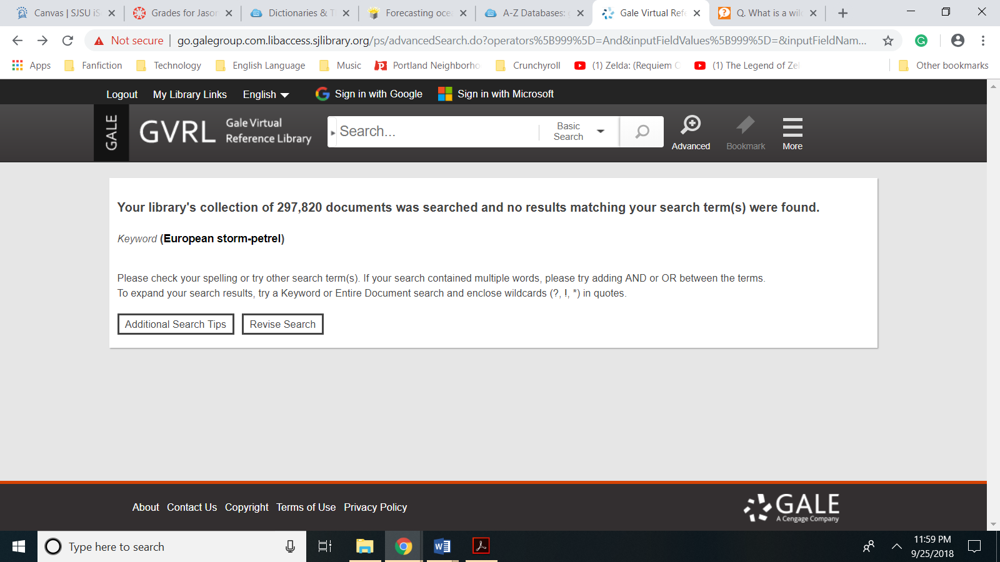 Canvas | SJSU iS
Grades for Jason
Dictionaries & T
Forecasting ocea
A-Z Databases:
Gale Virtual Refe
Q. What is a wil
Not secure
go.galegroup.com.libaccess.sjlibrary.org/ps/advancedSearch.do?operators%5B999%5D=And&inputFieldValues%5B999%5D=&inputFieldNam...
Apps
Fanfiction
Technology
English Language
Music
Portland Neighborho
Crunchyroll
(1) Zelda: (Requiem C
(1) The Legend of Zel
Other bookmarks
Logout
My Library Links
English
Sign in with Google
Sign in with Microsoft
GALE
GVRL
Gale Virtual
Reference Library
Search...
Basic
Search
Advanced
Bookmark
More
Your library's collection of 297,820 documents was searched and no results matching your search term(s) were found.
Keyword (European storm-petrel)
Please check your spelling or try other search term(s). If your search contained multiple words, please try adding AND or OR between the terms.
To expand your search results, try a Keyword or Entire Document search and enclose wildcards (?, !, *) in quotes.
Additional Search Tips
Revise Search
About
Contact Us
Copyright
Terms of Use
Privacy Policy
GALE
A Cengage Company
Type here to search
11:59 PM
9/25/2018